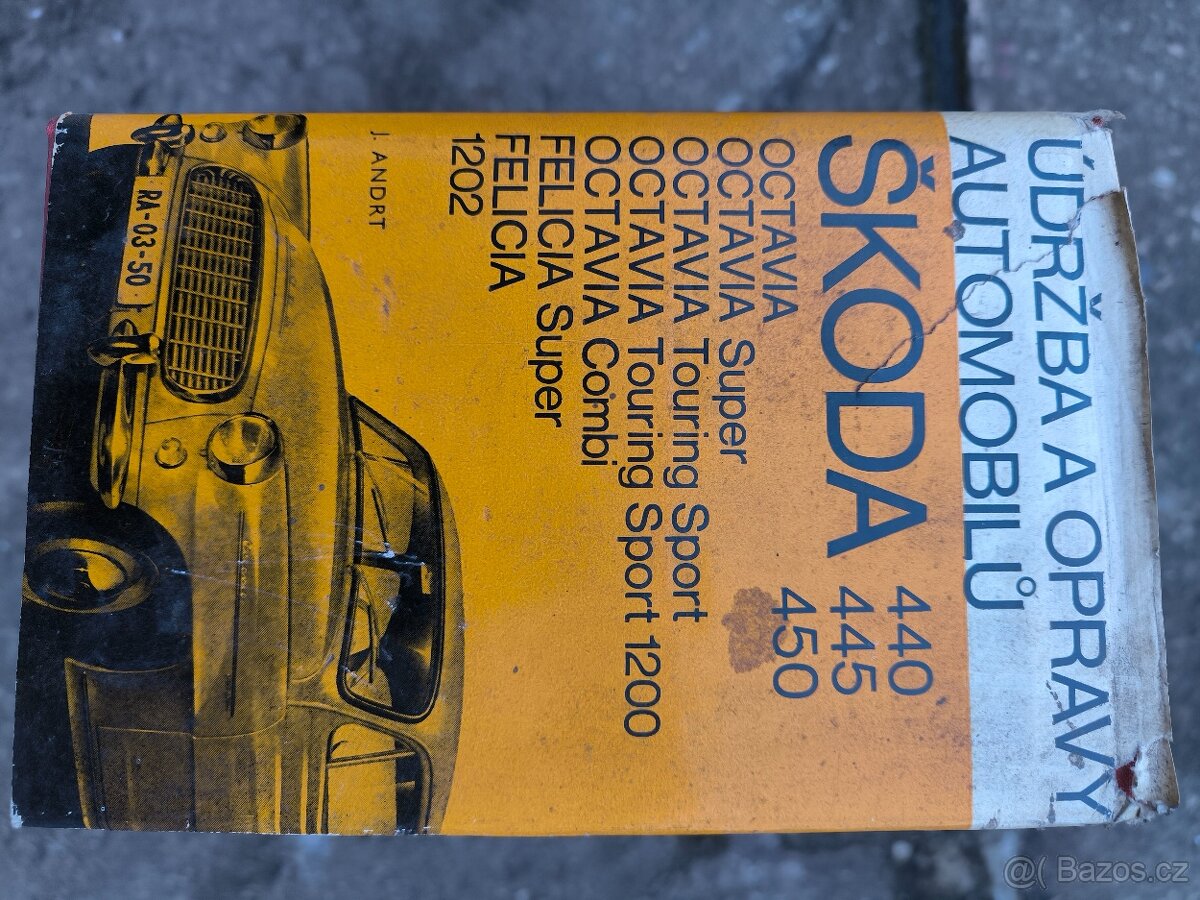 ÚDRŽBA A OPRAVY
AUTOMOBILŮ
ŠKODA 440
445
450
OCTAVIA
OCTAVIA Super
OCTAVIA Touring Sport
OCTAVIA Touring Sport 1200
OCTAVIA Combi
FELICIA Super
FELICIA
1202
J. ANDRT
RA-03-50
@( Bazos.cz